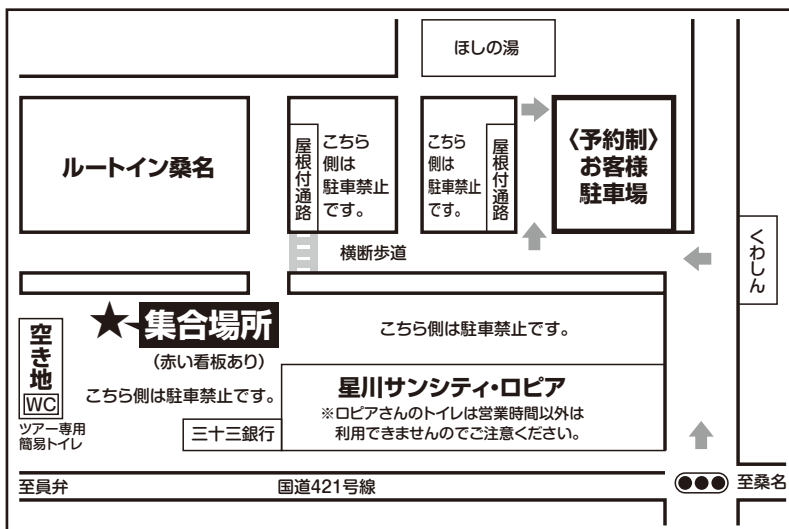 ほしの湯
ルートイン桑名
屋根付通路
こちら
側は
駐車禁止
です。
こちら
側は
駐車禁止
です。
屋根付通路
〈予約制〉
お客様
駐車場
横断歩道
くわしん
★集合場所
(赤い看板あり)
こちら側は駐車禁止です。
空き地
WC
ツアー専用
簡易トイレ
こちら側は駐車禁止です。
星川サンシティ・ロピア
※ロピアさんのトイレは営業時間以外は
利用できませんのでご注意ください。
三十三銀行
至員弁
国道421号線
至桑名